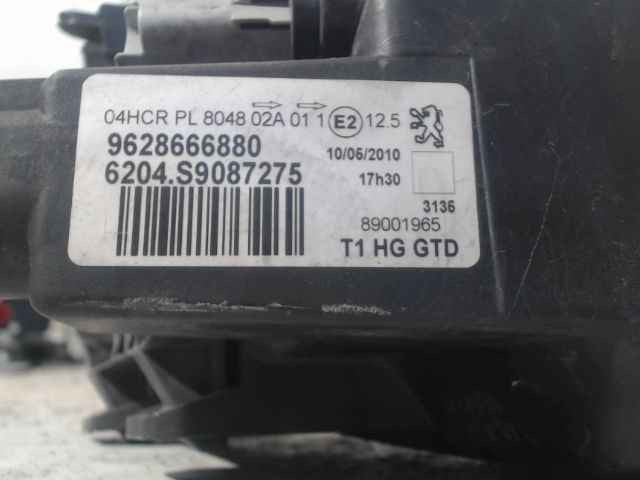 04HCR PL 8048 02A 01 1 E2 12.5
9628666880
10/06/2010
6204.S9087275
17h30
3136
89001965
T1 HG GTD